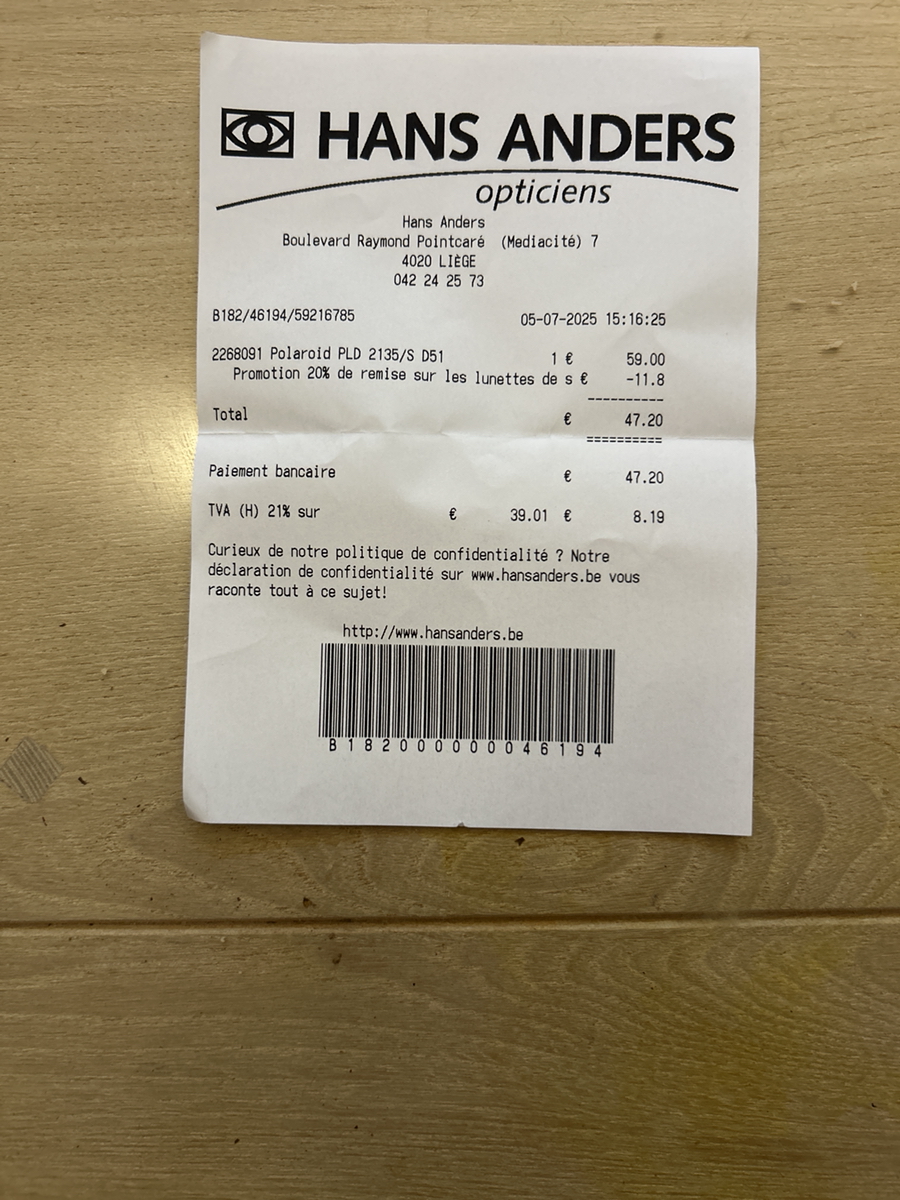 HANS ANDERS
opticiens
Hans Anders
Boulevard Raymond Pointcaré (Mediacité) 7
4020 LIÈGE
042 24 25 73
B182/46194/59216785 05-07-2025 15:16:25
2268091 Polaroid PLD 2135/S D51 1 € 59.00
Promotion 20% de remise sur les lunettes de s € -11.8
----------
Total € 47.20
==========
Paiement bancaire € 47.20
TVA (H) 21% sur € 39.01 € 8.19
Curieux de notre politique de confidentialité ? Notre
déclaration de confidentialité sur www.hansanders.be vous
raconte tout à ce sujet!
http://www.hansanders.be
B182000000046194